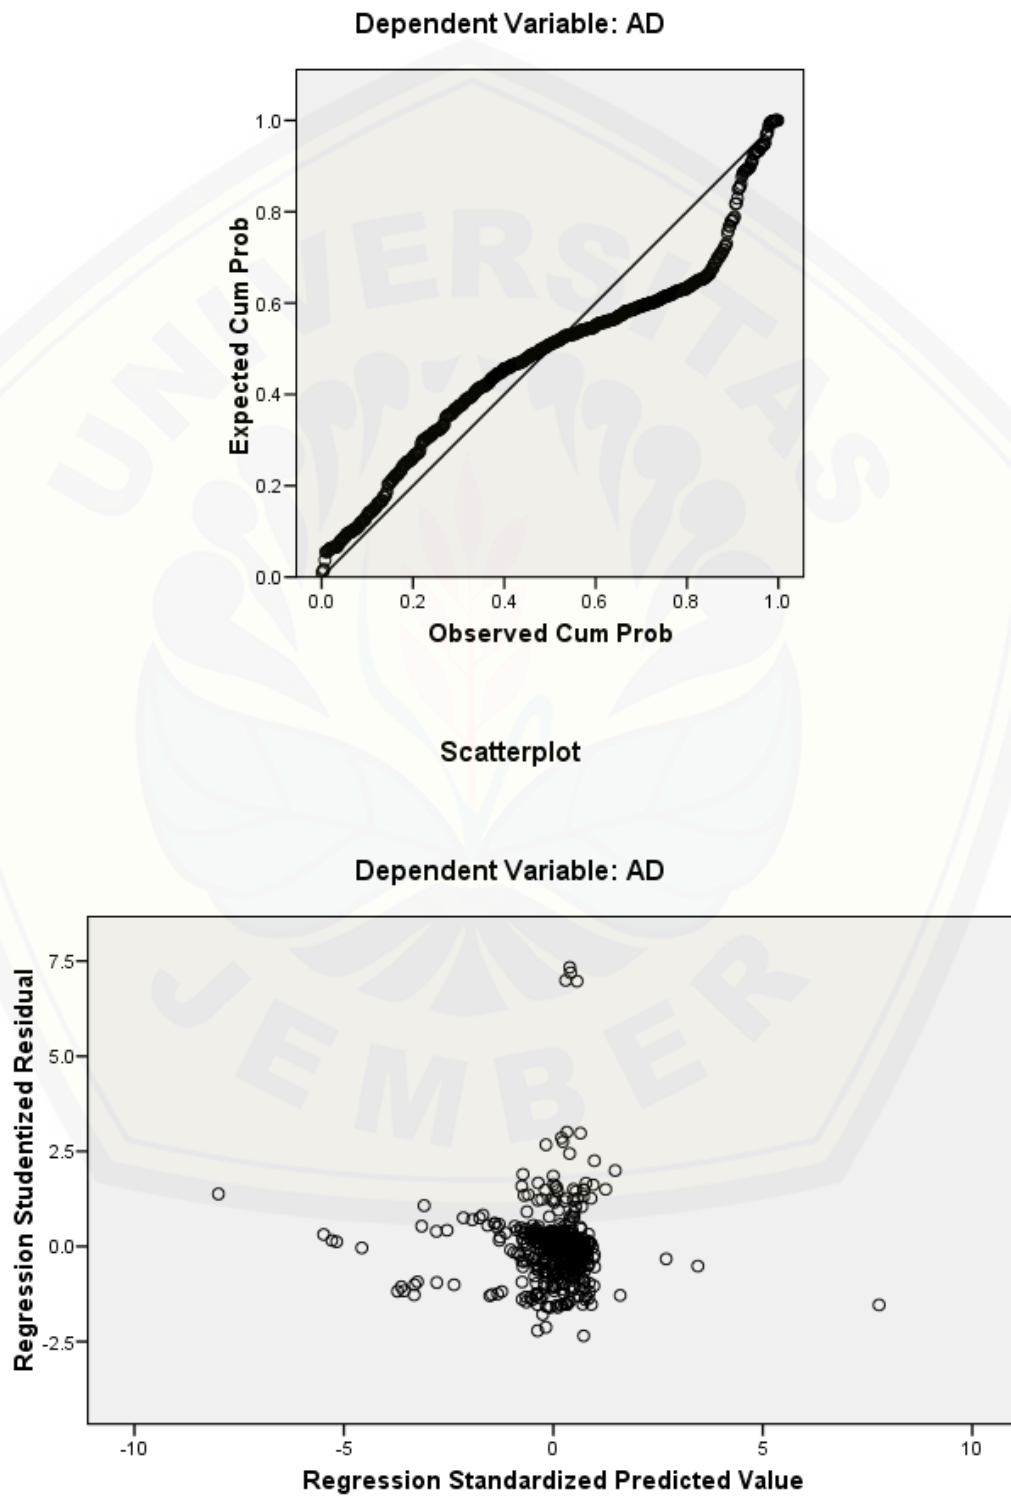 Dependent Variable: AD
1.0
0.8
0.6
0.4
0.2
0.0
Expected Cum Prob
0.0 0.2 0.4 0.6 0.8 1.0
Observed Cum Prob
Scatterplot
Dependent Variable: AD
7.5
5.0
2.5
0.0
-2.5
Regression Studentized Residual
-10 -5 0 5 10
Regression Standardized Predicted Value
UNIVERSITAS
JEMBER